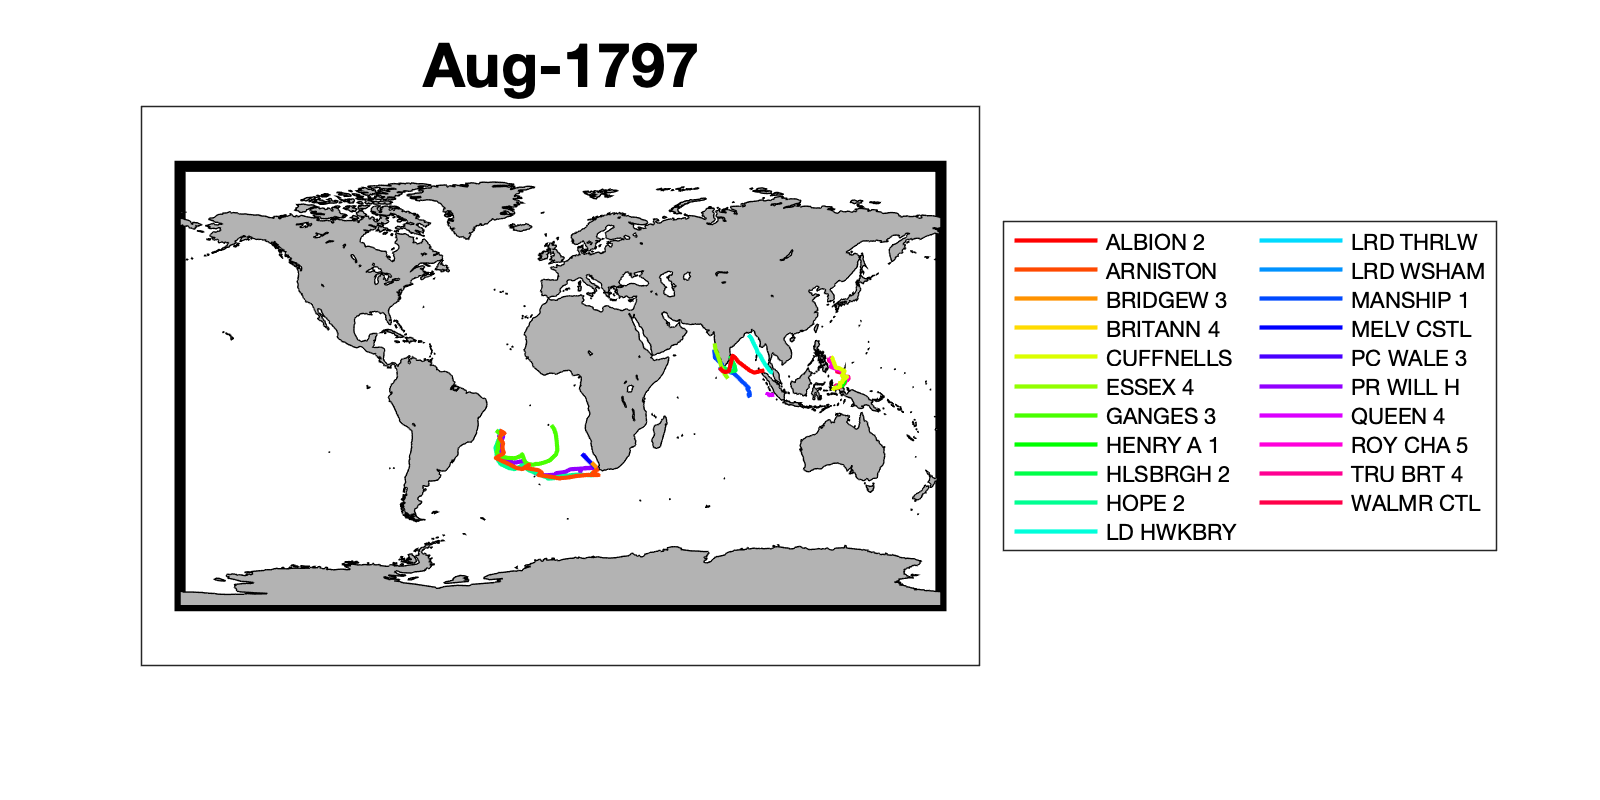 Aug-1797
ALBION 2
ARNISTON
BRIDGEW 3
BRITANN 4
CUFFNELLS
ESSEX 4
GANGES 3
HENRY A 1
HLSBRGH 2
HOPE 2
LD HWKBRY
LRD THRLW
LRD WSHAM
MANSHIP 1
MELV CSTL
PC WALE 3
PR WILL H
QUEEN 4
ROY CHA 5
TRU BRT 4
WALMR CTL